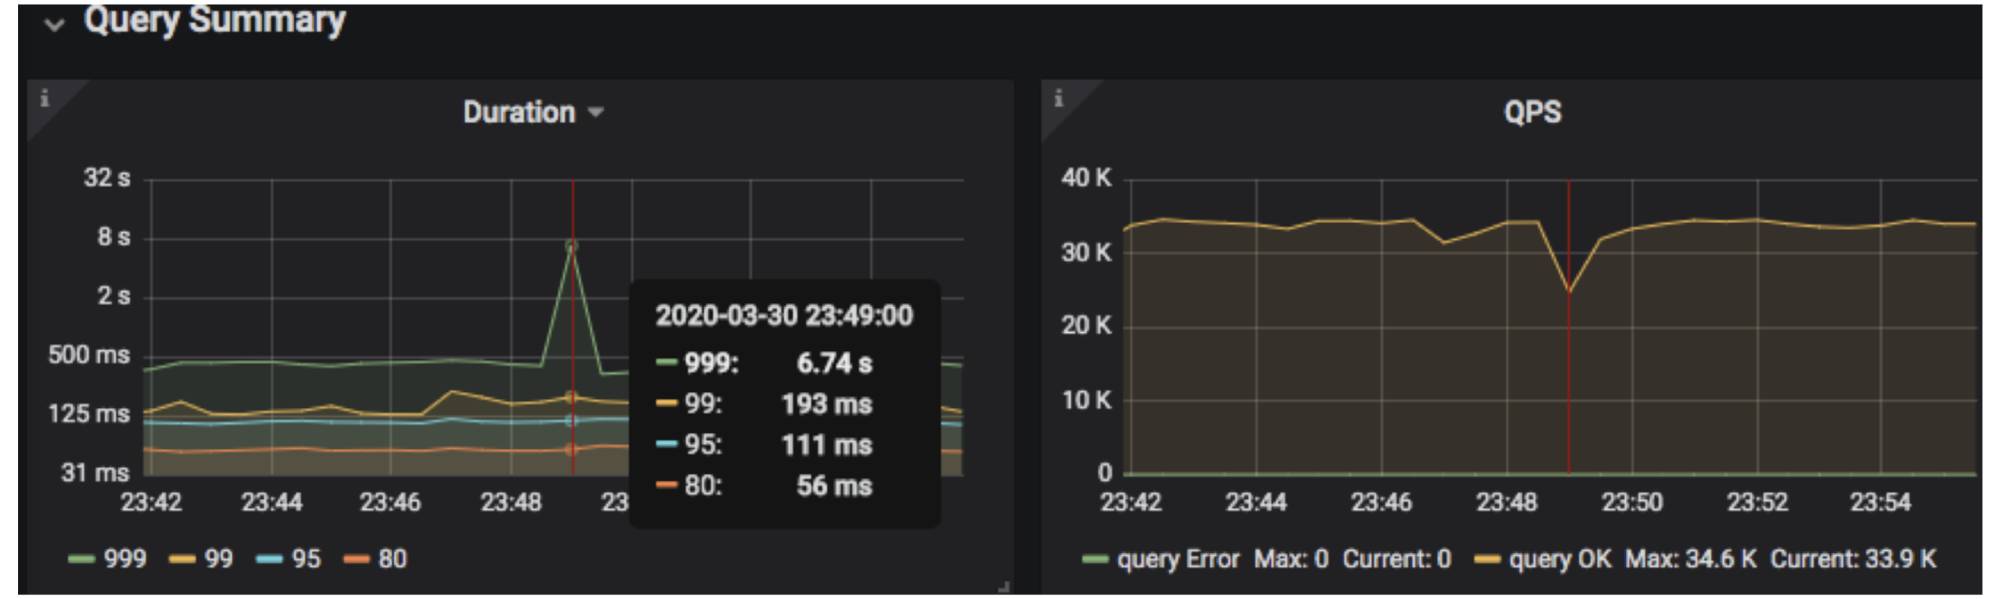 Query Summary
i
Duration
32 s
8 s
2 s
500 ms
125 ms
31 ms
23:42 23:44 23:46 23:48 23
2020-03-30 23:49:00
999: 6.74 s
99: 193 ms
95: 111 ms
80: 56 ms
999 99 95 80
i
QPS
40 K
30 K
20 K
10 K
0
23:42 23:44 23:46 23:48 23:50 23:52 23:54
query Error Max: 0 Current: 0 query OK Max: 34.6 K Current: 33.9 K